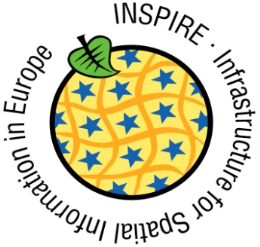 INSPIRE · Infrastructure for Spatial Information in Europe